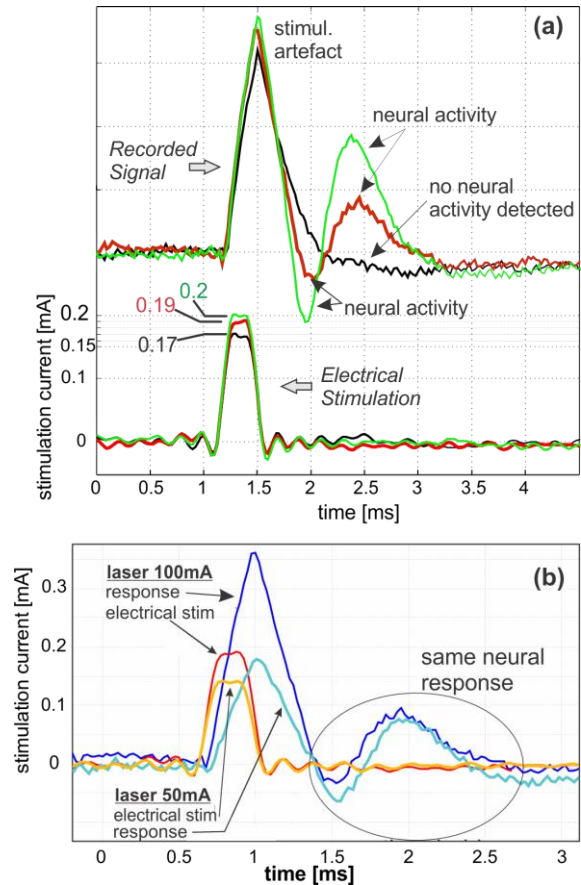 (a)
stimul.
artefact
neural activity
Recorded
Signal
no neural
activity detected
neural activity
0.2
0.19
0.17
Electrical
Stimulation
stimulation current [mA]
0.2
0.15
0.1
0
0 0.5 1 1.5 2 2.5 3 3.5 4
time [ms]
(b)
laser 100mA
response
electrical stim
same neural
response
laser 50mA
electrical stim
response
stimulation current [mA]
0.3
0.2
0.1
0
0 0.5 1 1.5 2 2.5 3
time [ms]